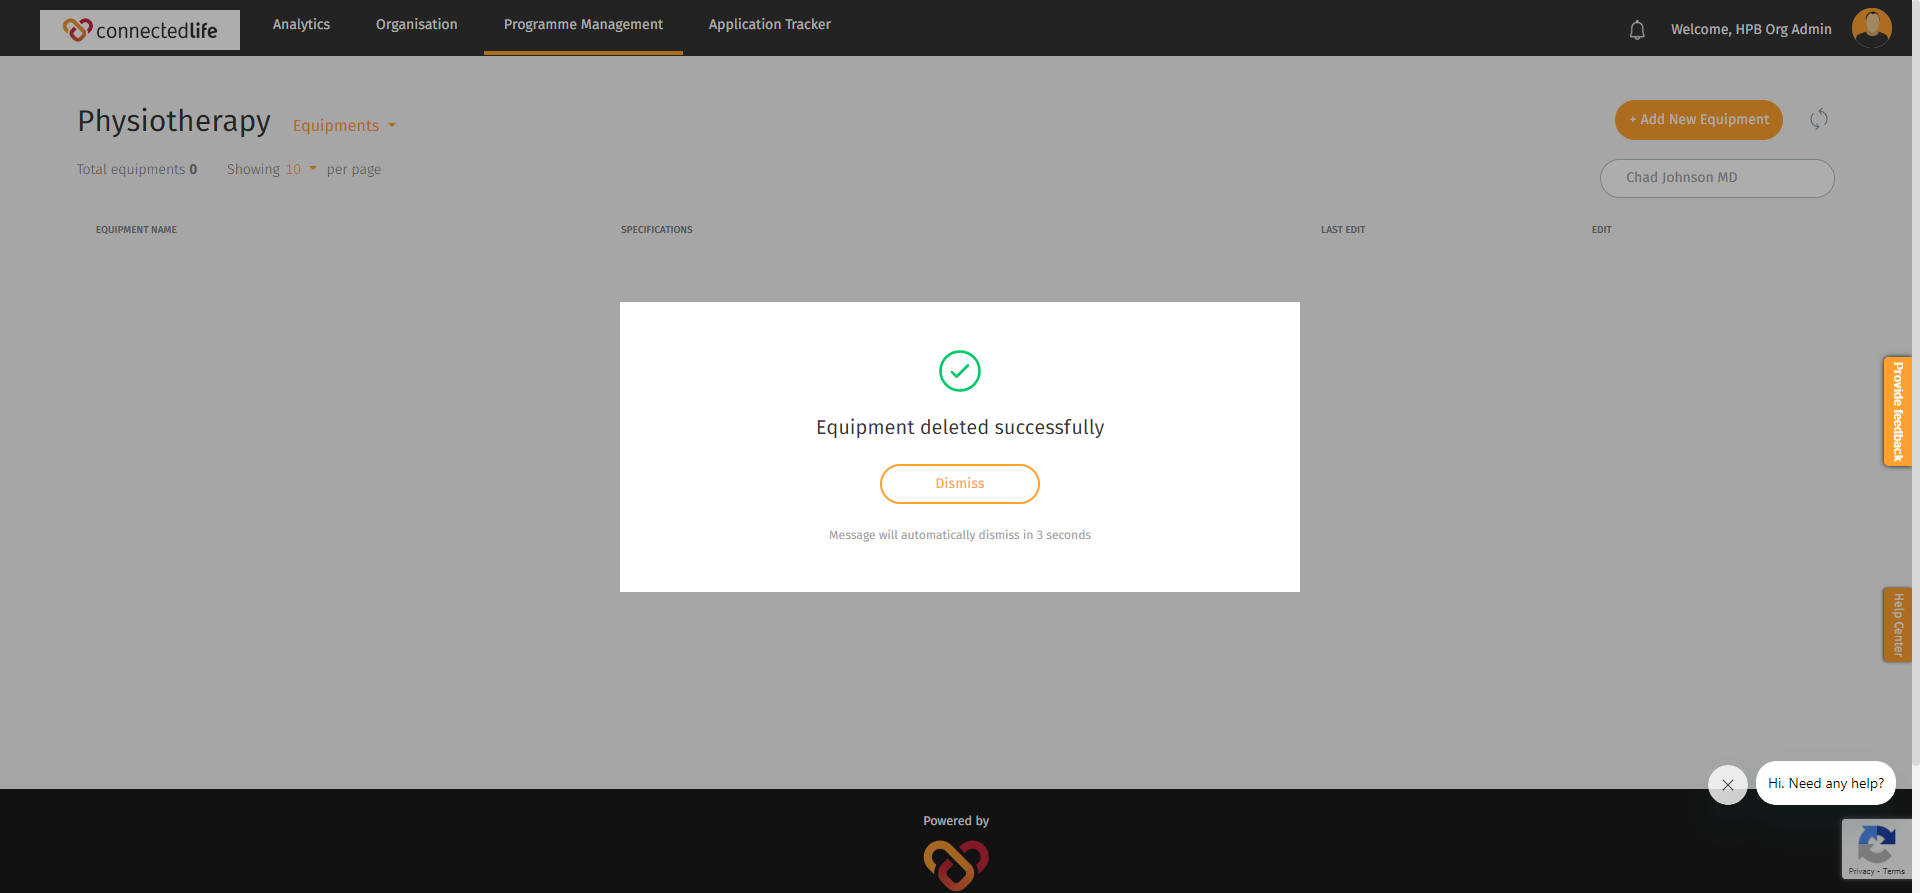 connectedlife
Analytics
Organisation
Programme Management
Application Tracker
Welcome, HPB Org Admin
Physiotherapy
Equipments
+ Add New Equipment
Total equipments 0
Showing 10 per page
Chad Johnson MD
EQUIPMENT NAME
SPECIFICATIONS
LAST EDIT
EDIT
Equipment deleted successfully
Dismiss
Message will automatically dismiss in 3 seconds
Provide feedback
Help Center
Hi. Need any help?
Powered by
Privacy - Terms